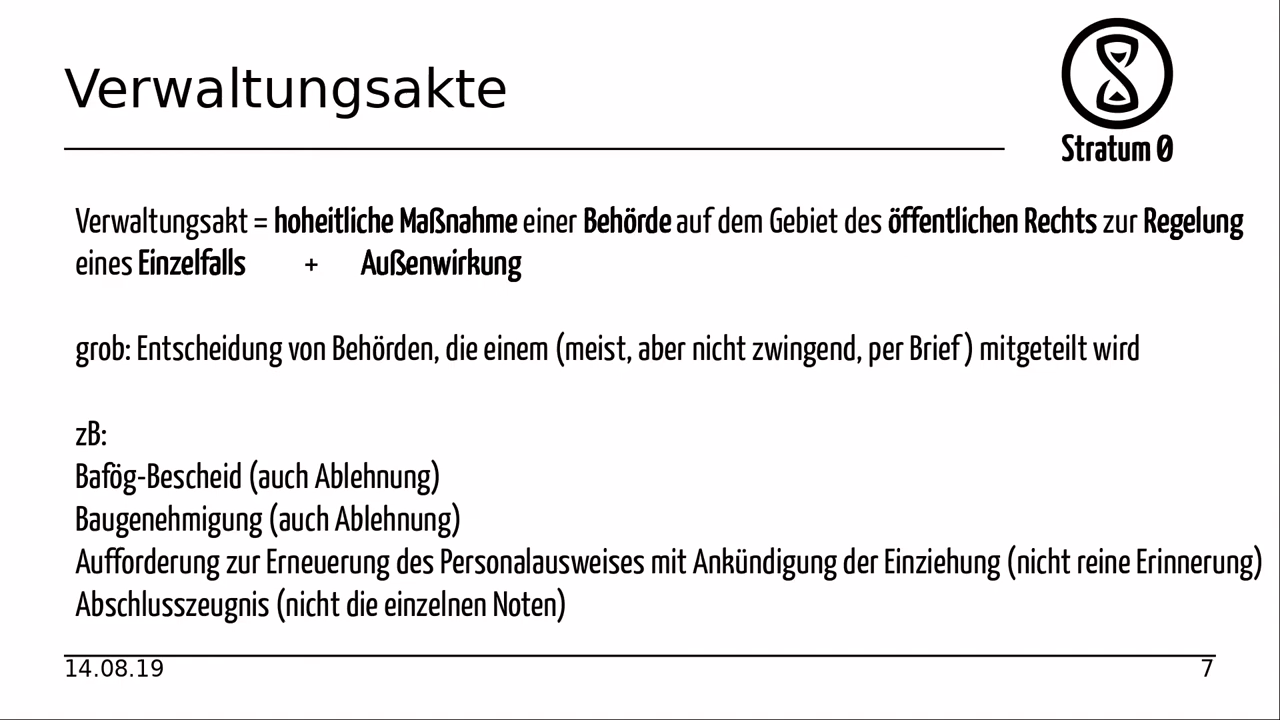 Verwaltungsakte
Stratum 0
Verwaltungsakt = hoheitliche Maßnahme einer Behörde auf dem Gebiet des öffentlichen Rechts zur Regelung
eines Einzelfalls + Außenwirkung
grob: Entscheidung von Behörden, die einem (meist, aber nicht zwingend, per Brief) mitgeteilt wird
zB:
Bafög-Bescheid (auch Ablehnung)
Baugenehmigung (auch Ablehnung)
Aufforderung zur Erneuerung des Personalausweises mit Ankündigung der Einziehung (nicht reine Erinnerung)
Abschlusszeugnis (nicht die einzelnen Noten)
14.08.19
7